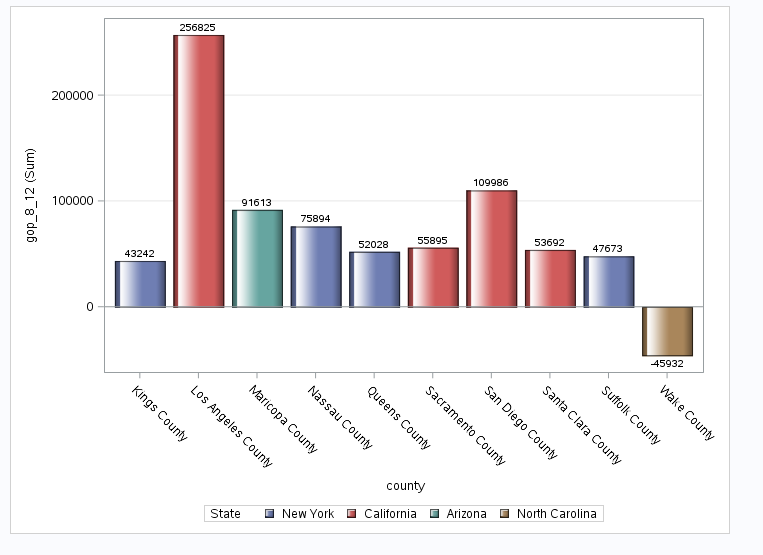 256825
200000
109986
100000
91613
75894
43242
52028
55895
53692
47673
0
-45932
gop_8_12 (Sum)
Kings County
Los Angeles County
Maricopa County
Nassau County
Queens County
Sacramento County
San Diego County
Santa Clara County
Suffolk County
Wake County
county
State New York California Arizona North Carolina